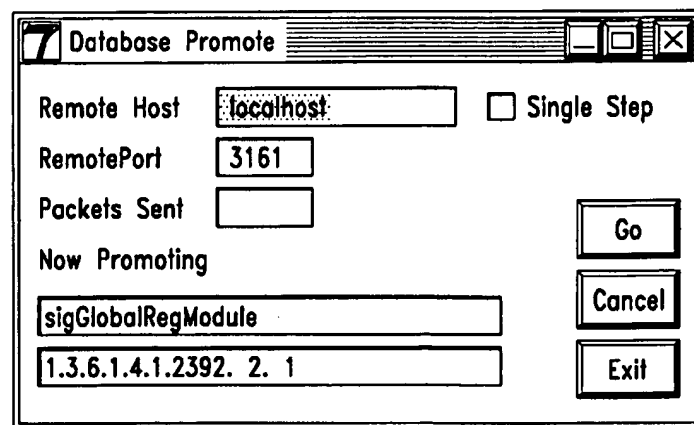 7 Database Promote
Remote Host localhost Single Step
RemotePort 3161
Packets Sent
Go
Now Promoting
Cancel
sigGlobalRegModule
1.3.6.1.4.1.2392. 2. 1
Exit